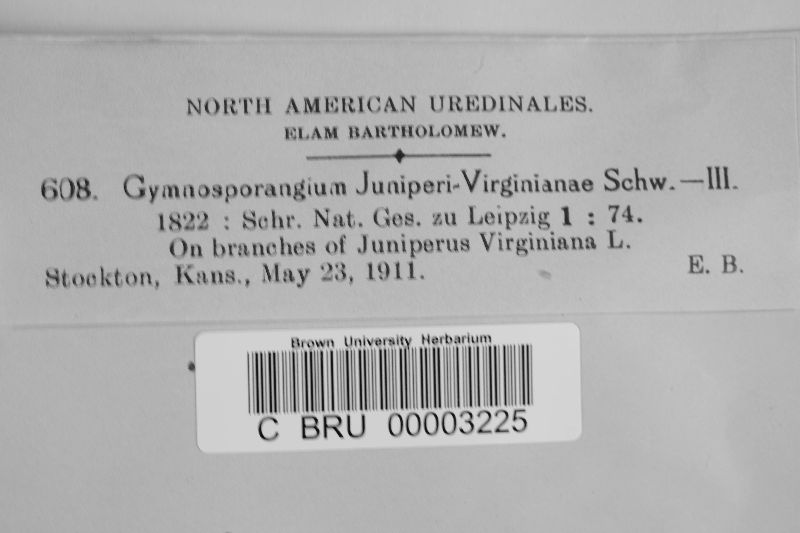 NORTH AMERICAN UREDINALES.
ELAM BARTHOLOMEW.
608. Gymnosporangium Juniperi-Virginianae Schw.—III.
1822 : Schr. Nat. Ges. zu Leipzig 1 : 74.
On branches of Juniperus Virginiana L.
Stockton, Kans., May 23, 1911. E. B.
Brown University Herbarium
C BRU 00003225